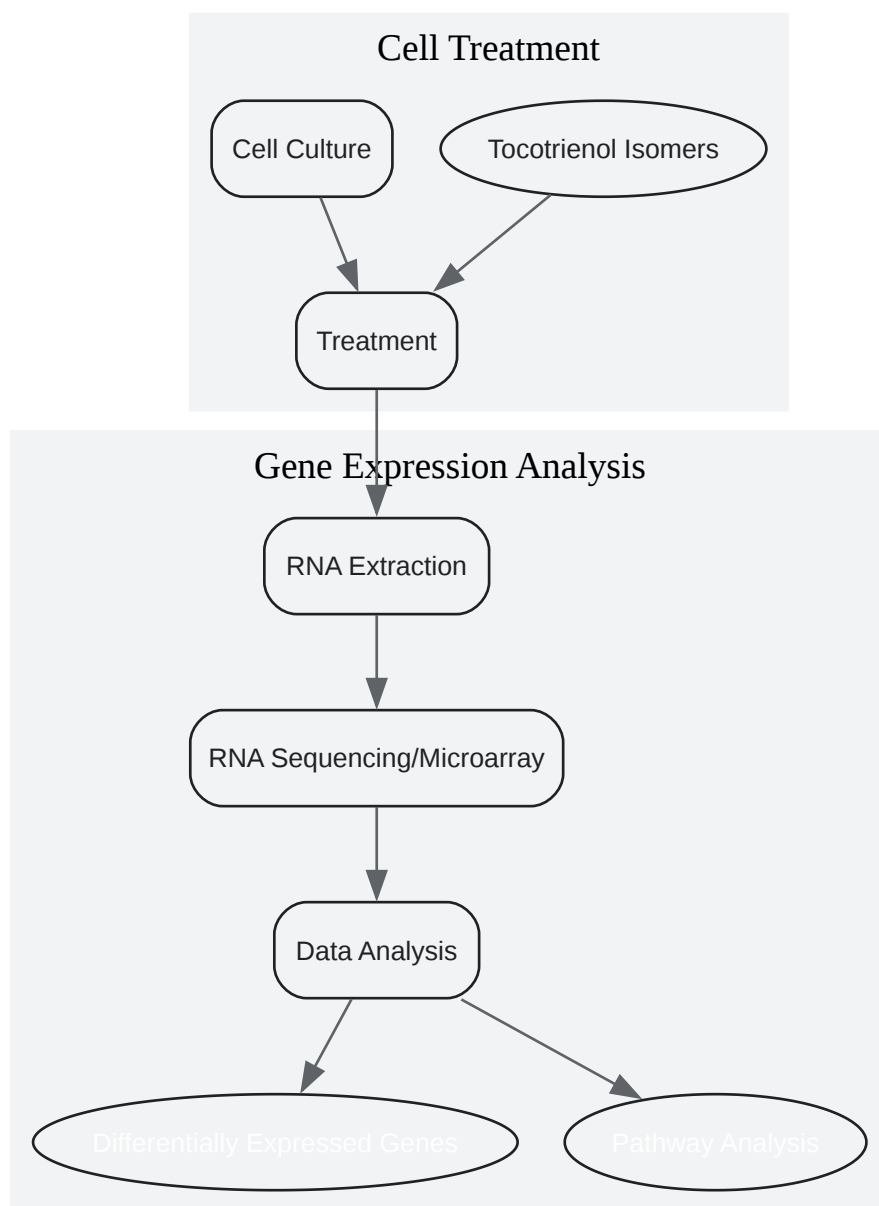 Cell Treatment
Cell Culture
Tocotrienol Isomers
Treatment
Gene Expression Analysis
RNA Extraction
RNA Sequencing/Microarray
Data Analysis
Differentially Expressed Genes
Pathway Analysis